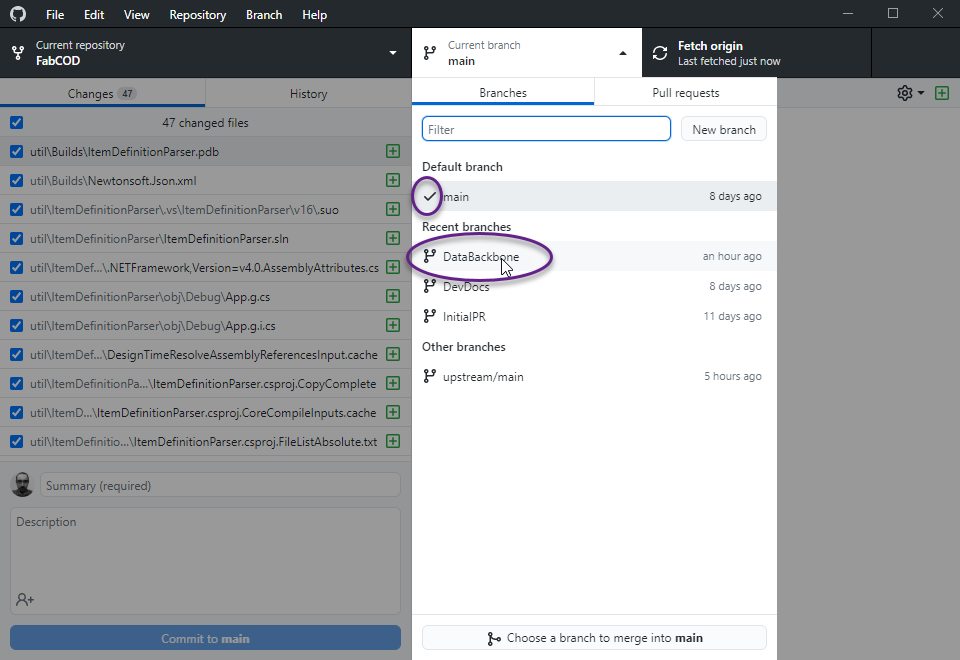 File Edit View Repository Branch Help
Current repository
FabCOD
Current branch
main
Fetch origin
Last fetched just now
Changes 47
History
Branches
Pull requests
47 changed files
Filter
New branch
util\Builds\ItemDefinitionParser.pdb
util\Builds\Newtonsoft.Json.xml
util\ItemDefinitionParser\.vs\ItemDefinitionParser\v16\.suo
util\ItemDefinitionParser\ItemDefinitionParser.sln
util\ItemDef...\.NETFramework,Version=v4.0.AssemblyAttributes.cs
util\ItemDefinitionParser\obj\Debug\App.g.cs
util\ItemDefinitionParser\obj\Debug\App.g.i.cs
util\ItemDef...\DesignTimeResolveAssemblyReferencesInput.cache
util\ItemDefinitionPa...\ItemDefinitionParser.csproj.CopyComplete
util\ItemD...\ItemDefinitionParser.csproj.CoreCompileInputs.cache
util\ItemDefinitio...\ItemDefinitionParser.csproj.FileListAbsolute.txt
Default branch
main 8 days ago
Recent branches
DataBackbone an hour ago
DevDocs 8 days ago
InitialPR 11 days ago
Other branches
upstream/main 5 hours ago
Summary (required)
Description
Commit to main
Choose a branch to merge into main